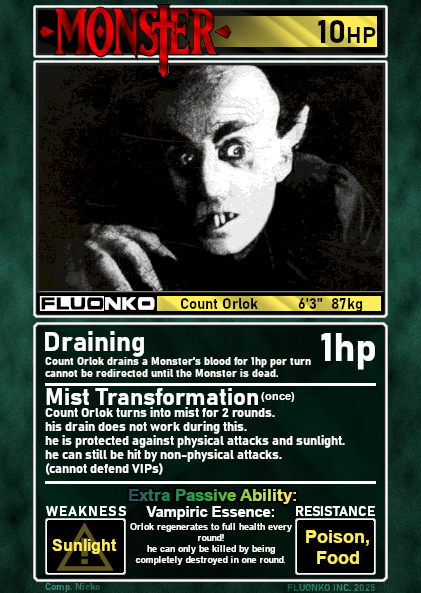 MONSTER
10HP
FLUONKO
Count Orlok
6'3" 87kg
Draining
1hp
Count Orlok drains a Monster's blood for 1hp per turn
cannot be redirected until the Monster is dead.
Mist Transformation (once)
Count Orlok turns into mist for 2 rounds.
his drain does not work during this.
he is protected against physical attacks and sunlight.
he can still be hit by non-physical attacks.
(cannot defend VIPs)
Extra Passive Ability:
WEAKNESS
Sunlight
Vampiric Essence:
Orlok regenerates to full health every
round!
he can only be killed by being
completely destroyed in one round.
RESISTANCE
Poison,
Food
Comp. Nicko
FLUONKO INC. 2025